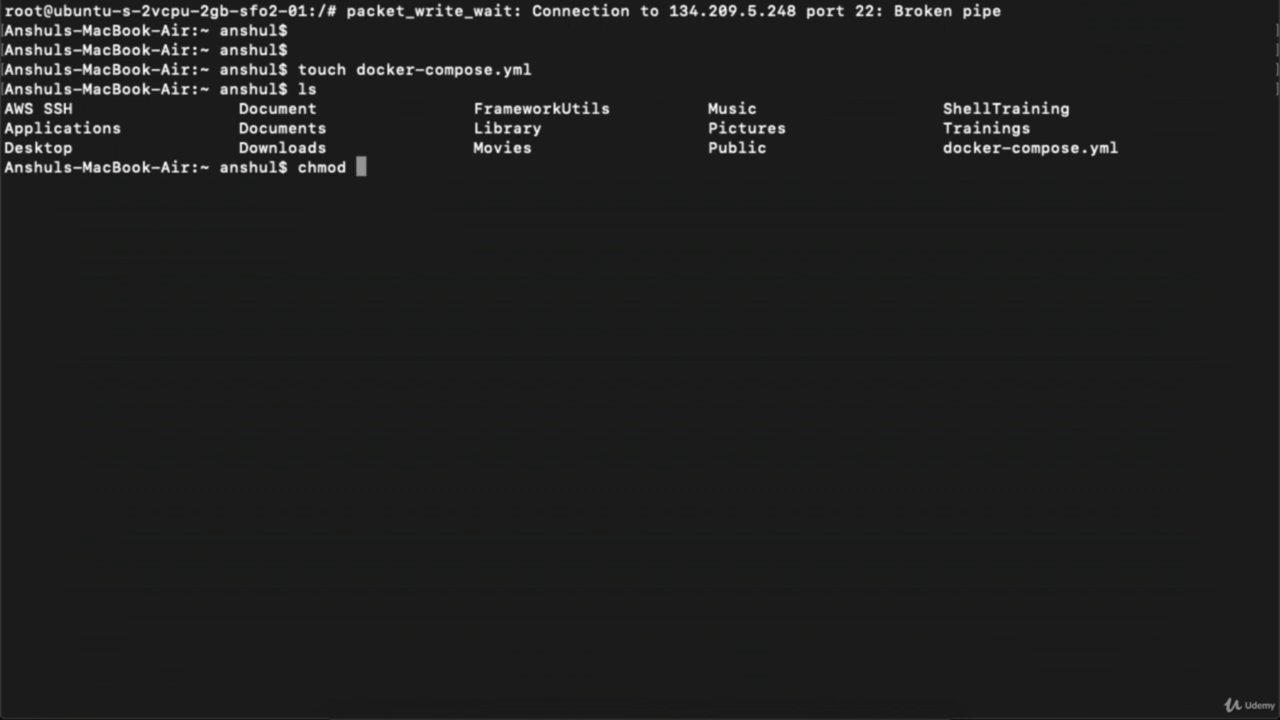 root@ubuntu-s-2vcpu-2gb-sfo2-01:/# packet_write_wait: Connection to 134.209.5.248 port 22: Broken pipe
Anshuls-MacBook-Air:~ anshul$
Anshuls-MacBook-Air:~ anshul$
Anshuls-MacBook-Air:~ anshul$ touch docker-compose.yml
Anshuls-MacBook-Air:~ anshul$ ls
AWS SSH Document FrameworkUtils Music ShellTraining
Applications Documents Library Pictures Trainings
Desktop Downloads Movies Public docker-compose.yml
Anshuls-MacBook-Air:~ anshul$ chmod
Udemy